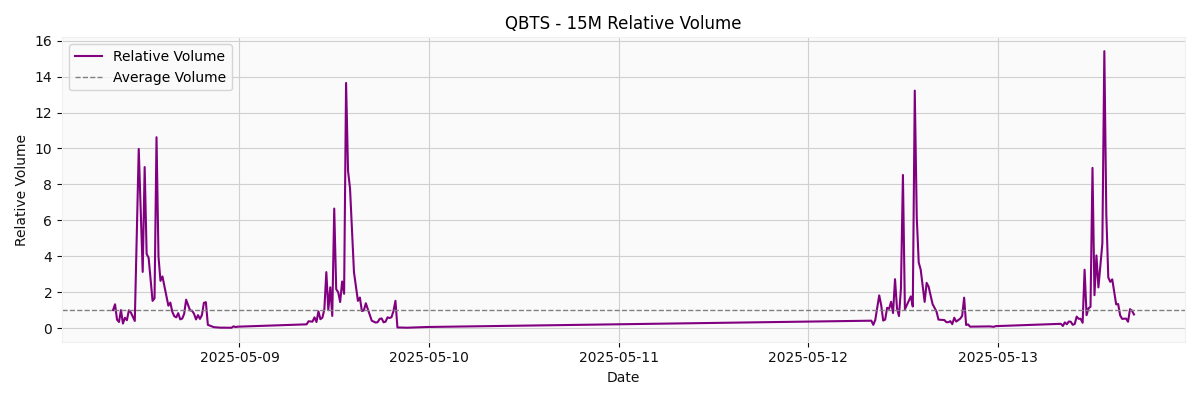 QBTS - 15M Relative Volume
Relative Volume
Average Volume
Relative Volume
16
14
12
10
8
6
4
2
0
2025-05-09 2025-05-10 2025-05-11 2025-05-12 2025-05-13
Date